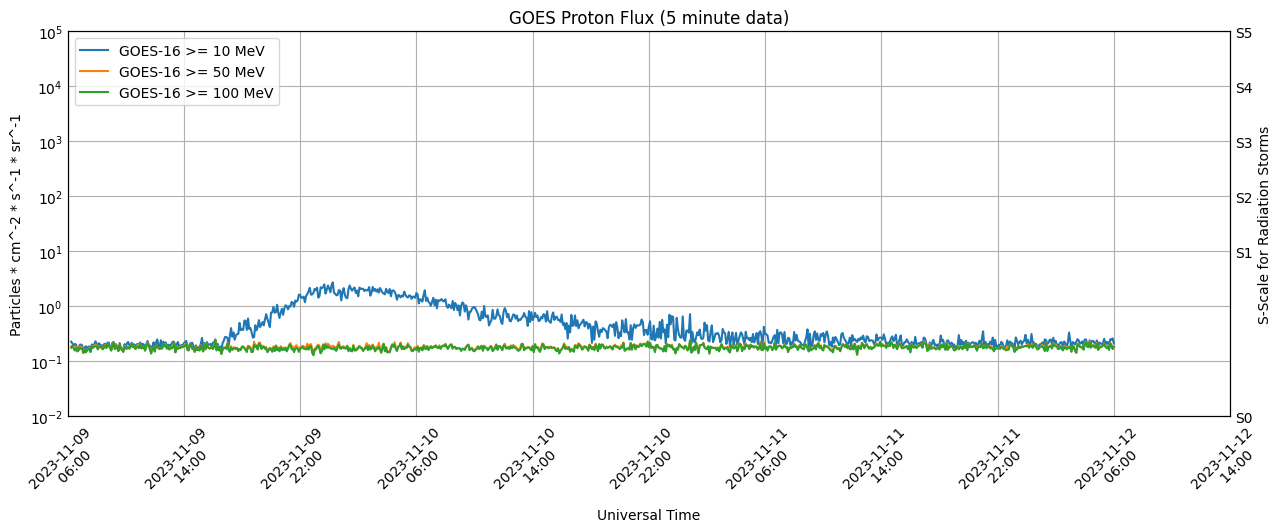 GOES Proton Flux (5 minute data)
GOES-16 >= 10 MeV
GOES-16 >= 50 MeV
GOES-16 >= 100 MeV
Particles * cm^-2 * s^-1 * sr^-1
10^5
10^4
10^3
10^2
10^1
10^0
10^-1
10^-2
S5
S4
S3
S2
S1
S0
S-Scale for Radiation Storms
2023-11-09
06:00
2023-11-09
14:00
2023-11-09
22:00
2023-11-10
06:00
2023-11-10
14:00
2023-11-10
22:00
2023-11-11
06:00
2023-11-11
14:00
2023-11-11
22:00
2023-11-12
06:00
2023-11-12
14:00
Universal Time